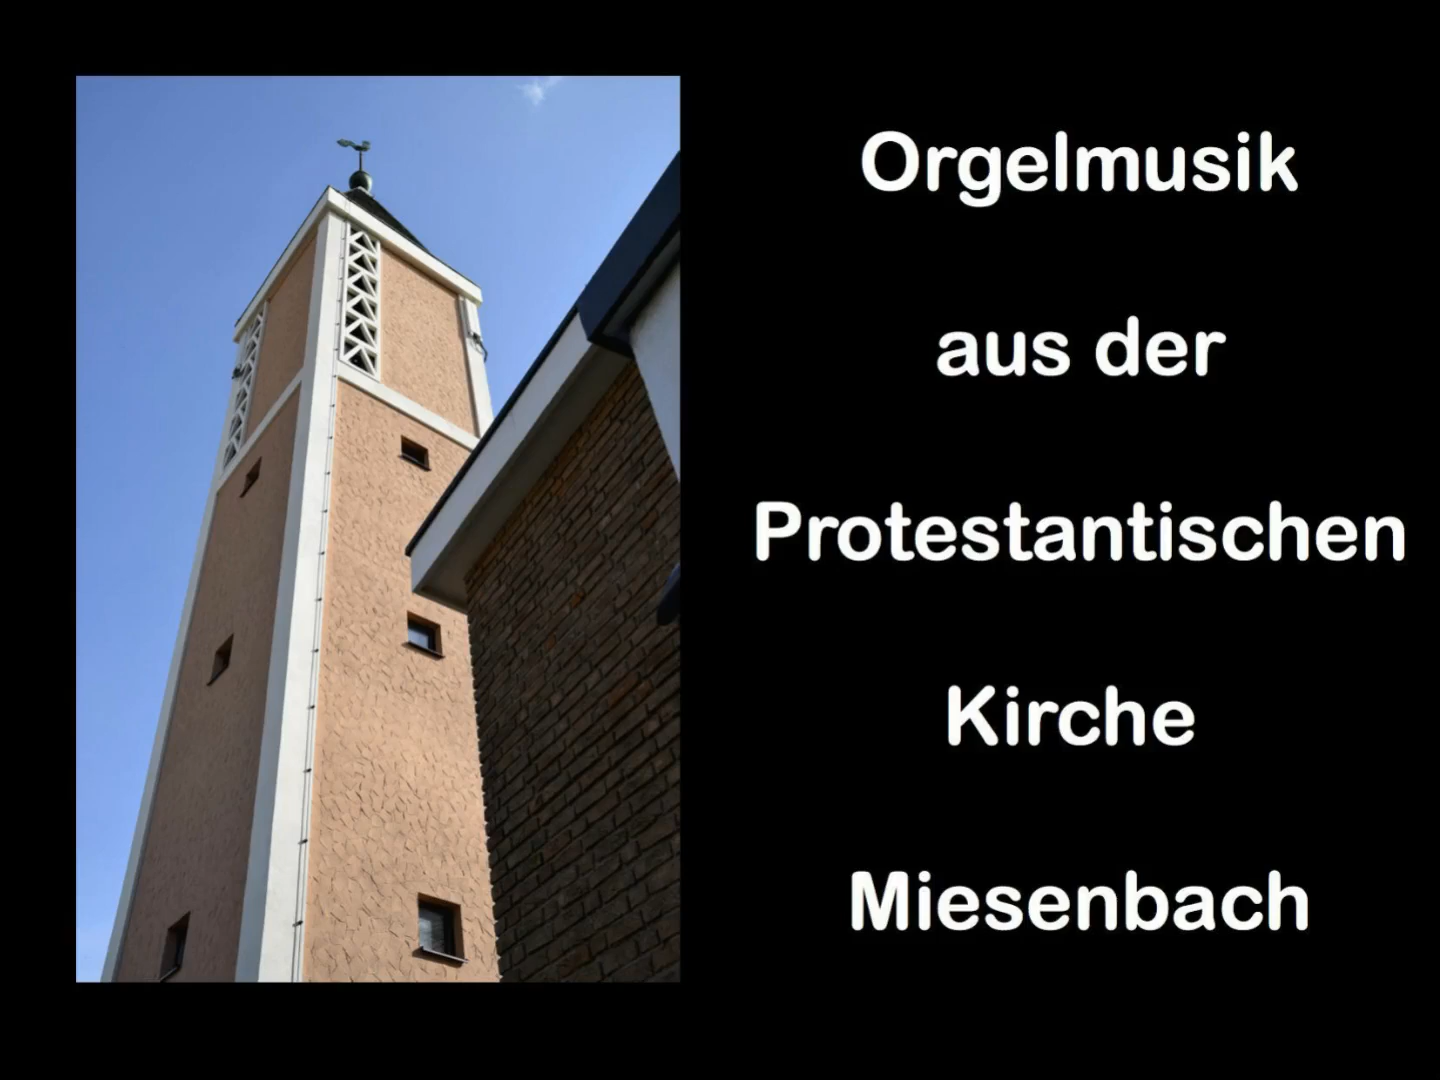 Orgelmusik
aus der
Protestantischen
Kirche
Miesenbach